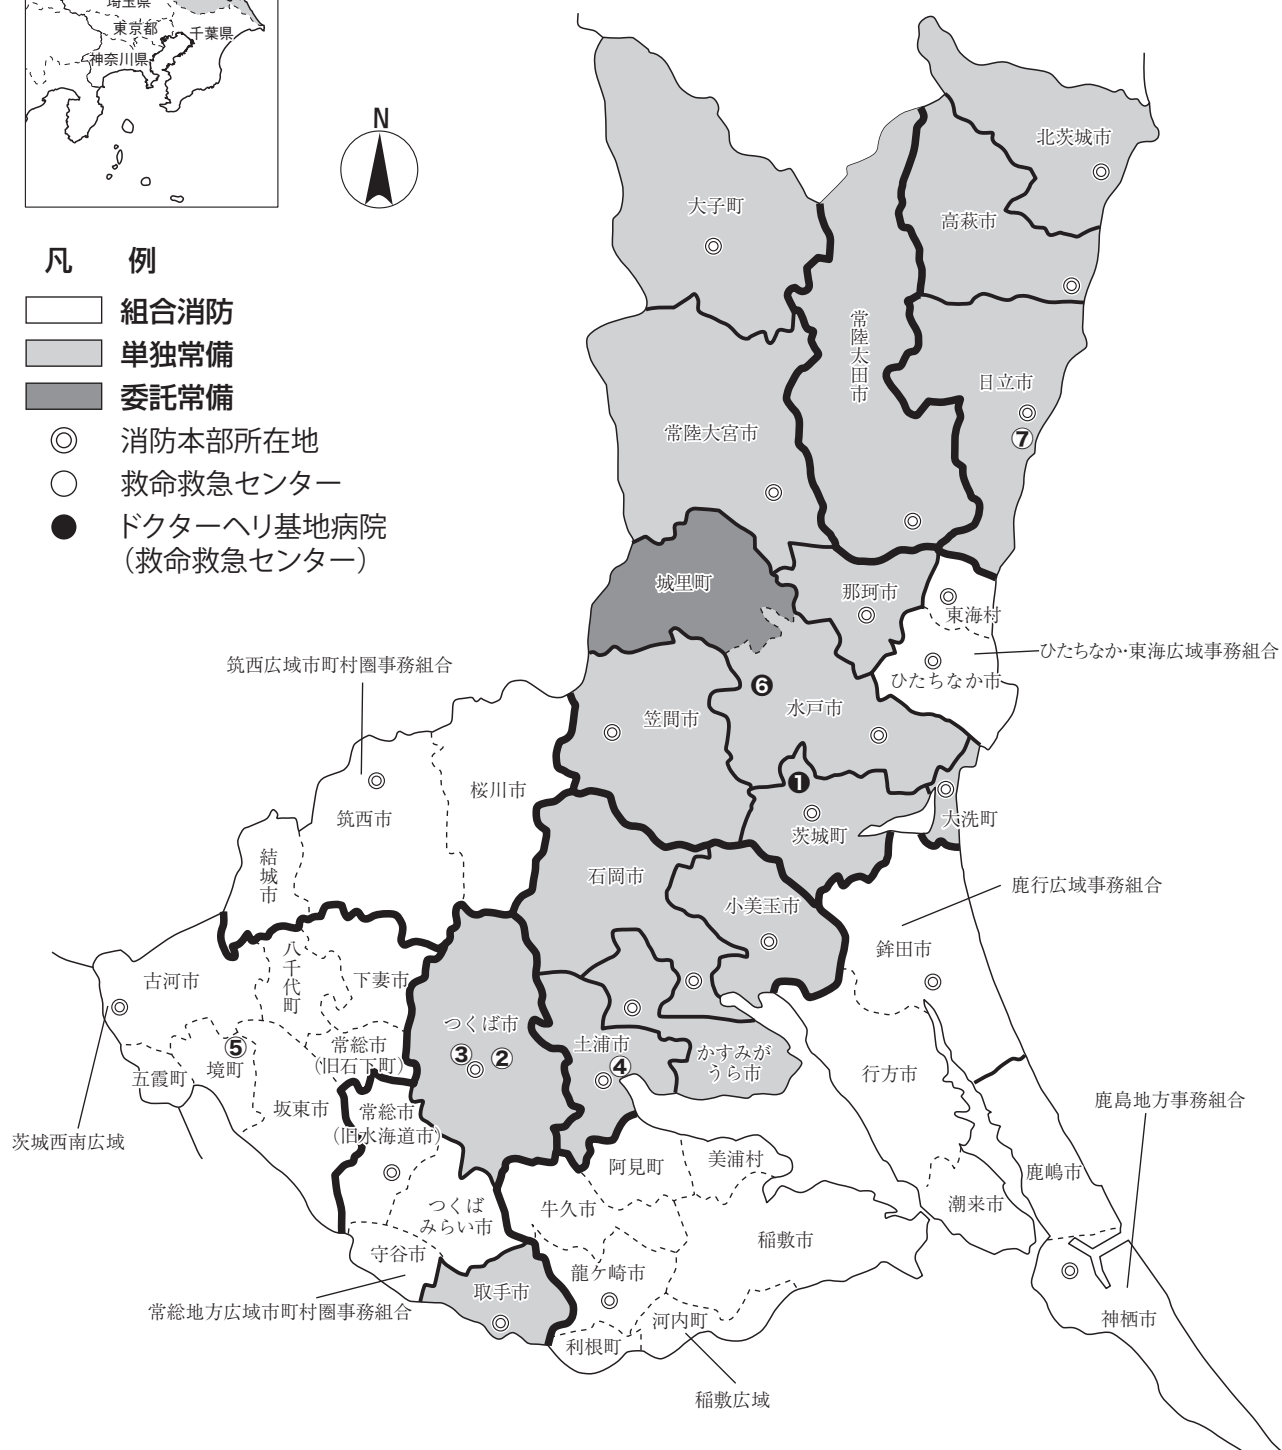 埼玉県
東京都
千葉県
神奈川県
N
凡　例
組合消防
単独常備
委託常備
消防本部所在地
救命救急センター
ドクターヘリ基地病院
（救命救急センター）
北茨城市
大子町
高萩市
常陸太田市
日立市
⑦
常陸大宮市
城里町
那珂市
東海村
ひたちなか・東海広域事務組合
ひたちなか市
筑西広域市町村圏事務組合
❻
水戸市
笠間市
桜川市
❶
筑西市
茨城町
大洗町
結城市
石岡市
鹿行広域事務組合
小美玉市
鉾田市
八千代町
古河市
下妻市
つくば市
土浦市
かすみが
うら市
③
②
④
⑤
境町
常総市
（旧石下町）
五霞町
行方市
坂東市
常総市
（旧水海道市）
鹿島地方事務組合
茨城西南広域
阿見町
美浦村
鹿嶋市
牛久市
つくば
みらい市
潮来市
稲敷市
守谷市
龍ケ崎市
取手市
常総地方広域市町村圏事務組合
河内町
神栖市
利根町
稲敷広域